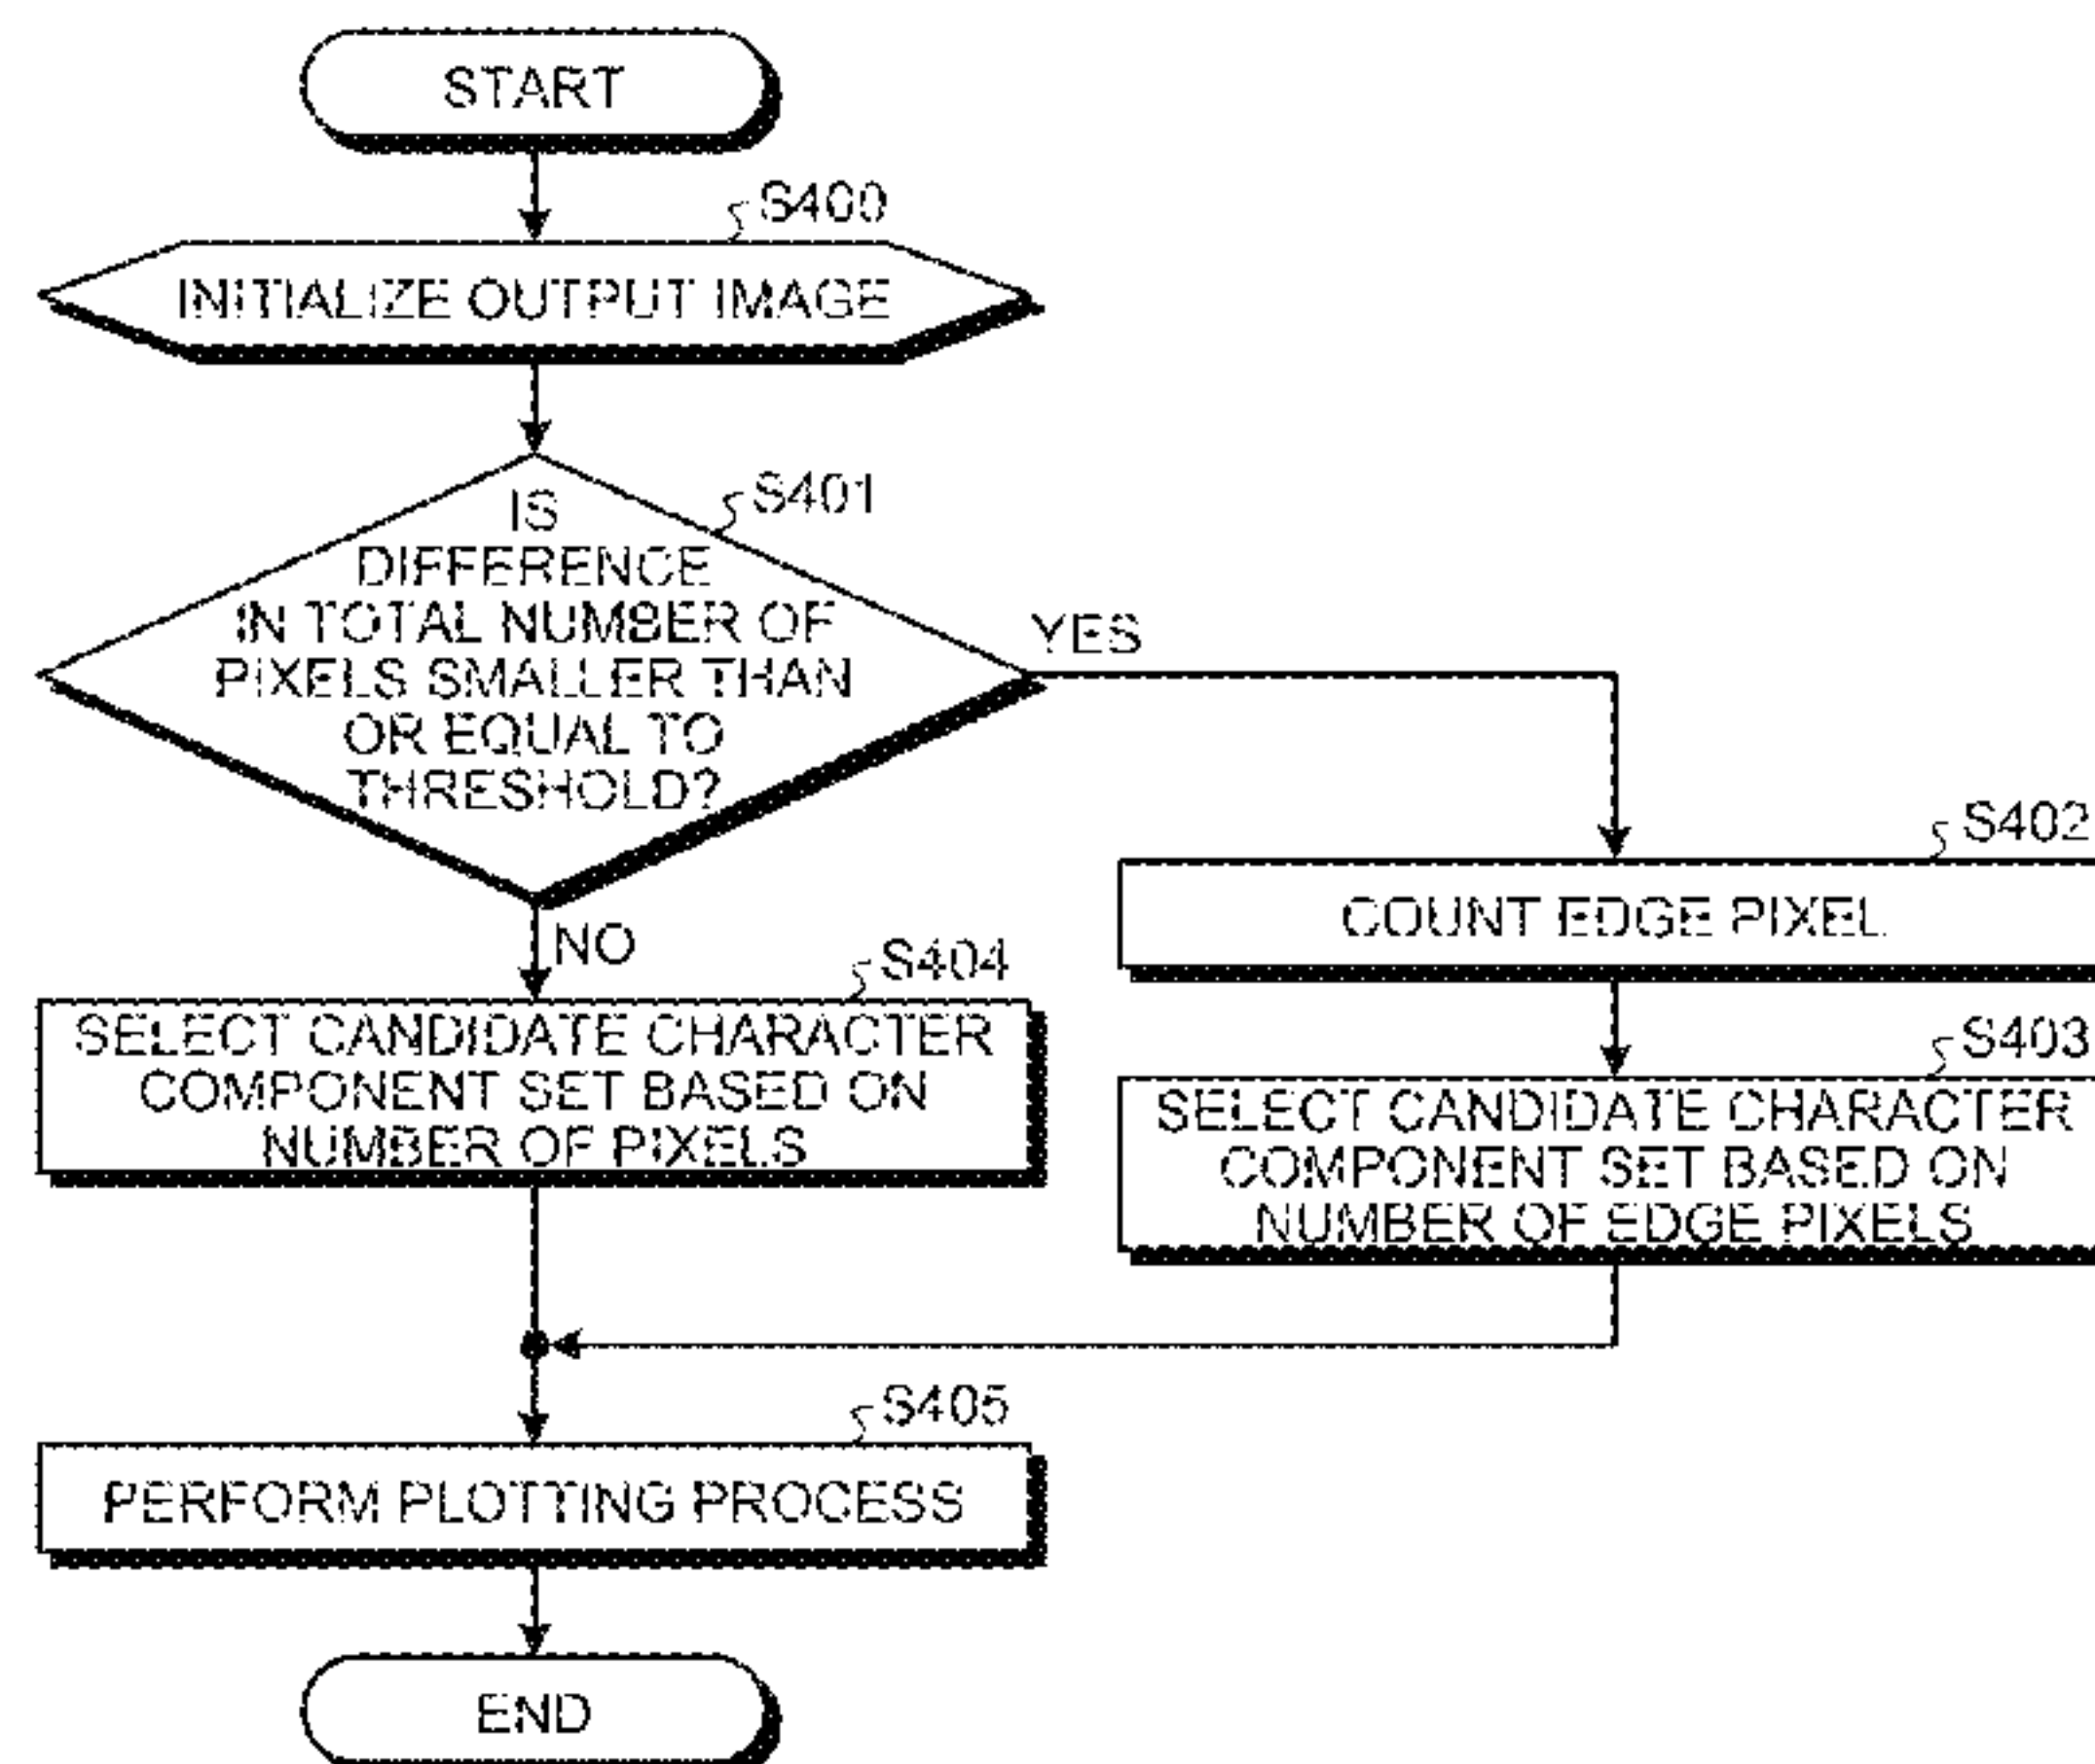 START
S400
INITIALIZE OUTPUT IMAGE
S401
IS
DIFFERENCE
IN TOTAL NUMBER OF
PIXELS SMALLER THAN
OR EQUAL TO
THRESHOLD?
YES
S402
COUNT EDGE PIXEL
NO
S404
SELECT CANDIDATE CHARACTER
COMPONENT SET BASED ON
NUMBER OF PIXELS
S403
SELECT CANDIDATE CHARACTER
COMPONENT SET BASED ON
NUMBER OF EDGE PIXELS
S405
PERFORM PLOTTING PROCESS
END